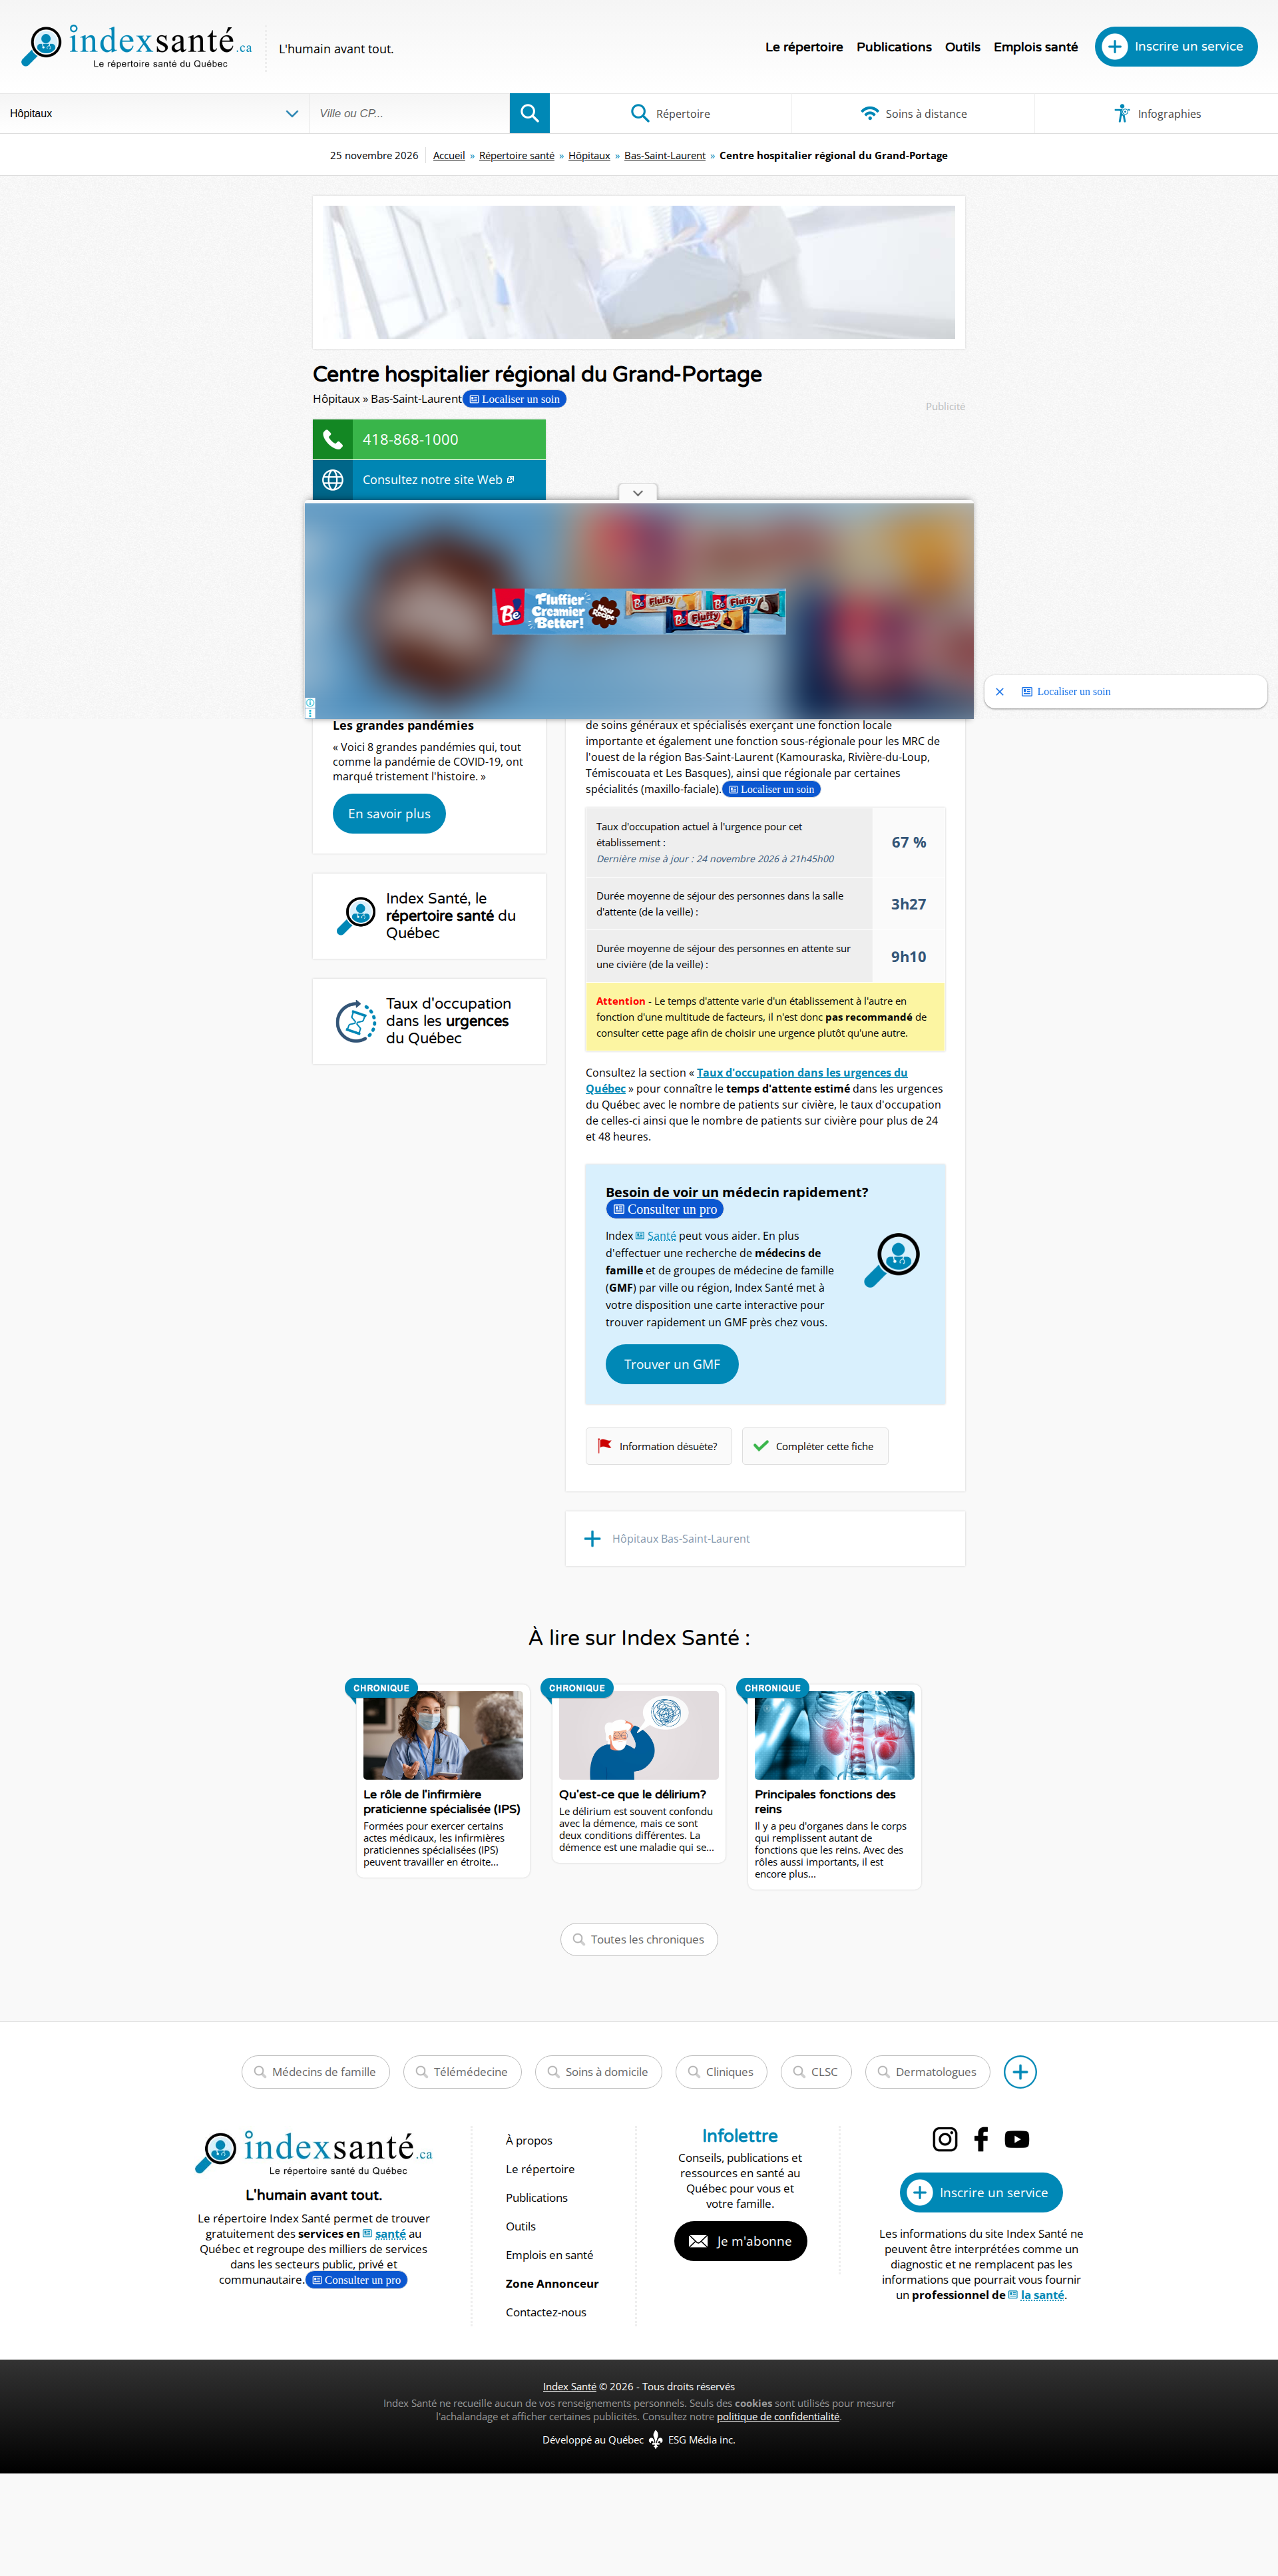 indexsanté.ca
Le répertoire santé du Québec
L'humain avant tout.
Le répertoire
Publications
Outils
Emplois santé
Inscrire un service
Hôpitaux
Ville ou CP...
Répertoire
Soins à distance
Infographies
25 novembre 2026
Accueil » Répertoire santé » Hôpitaux » Bas-Saint-Laurent » Centre hospitalier régional du Grand-Portage
Centre hospitalier régional du Grand-Portage
Hôpitaux » Bas-Saint-Laurent Localiser un soin
Publicité
418-868-1000
Consultez notre site Web
Be
Fluffier
Creamier
Better!
New
Recipe
Be Fluffy
Be Fluffy
Be Fluffy
Localiser un soin
Les grandes pandémies
« Voici 8 grandes pandémies qui, tout
comme la pandémie de COVID-19, ont
marqué tristement l'histoire. »
En savoir plus
Index Santé, le
répertoire santé du
Québec
Taux d'occupation
dans les urgences
du Québec
de soins généraux et spécialisés exerçant une fonction locale
importante et également une fonction sous-régionale pour les MRC de
l'ouest de la région Bas-Saint-Laurent (Kamouraska, Rivière-du-Loup,
Témiscouata et Les Basques), ainsi que régionale par certaines
spécialités (maxillo-faciale). Localiser un soin
Taux d'occupation actuel à l'urgence pour cet
établissement :
Dernière mise à jour : 24 novembre 2026 à 21h45h00
67 %
Durée moyenne de séjour des personnes dans la salle
d'attente (de la veille) :
3h27
Durée moyenne de séjour des personnes en attente sur
une civière (de la veille) :
9h10
Attention - Le temps d'attente varie d'un établissement à l'autre en
fonction d'une multitude de facteurs, il n'est donc pas recommandé de
consulter cette page afin de choisir une urgence plutôt qu'une autre.
Consultez la section « Taux d'occupation dans les urgences du
Québec » pour connaître le temps d'attente estimé dans les urgences
du Québec avec le nombre de patients sur civière, le taux d'occupation
de celles-ci ainsi que le nombre de patients sur civière pour plus de 24
et 48 heures.
Besoin de voir un médecin rapidement?
Consulter un pro
Index Santé peut vous aider. En plus
d'effectuer une recherche de médecins de
famille et de groupes de médecine de famille
(GMF) par ville ou région, Index Santé met à
votre disposition une carte interactive pour
trouver rapidement un GMF près chez vous.
Trouver un GMF
Information désuète?
Compléter cette fiche
Hôpitaux Bas-Saint-Laurent
À lire sur Index Santé :
CHRONIQUE
Le rôle de l'infirmière
praticienne spécialisée (IPS)
Formées pour exercer certains
actes médicaux, les infirmières
praticiennes spécialisées (IPS)
peuvent travailler en étroite...
CHRONIQUE
Qu'est-ce que le délirium?
Le délirium est souvent confondu
avec la démence, mais ce sont
deux conditions différentes. La
démence est une maladie qui se...
CHRONIQUE
Principales fonctions des
reins
Il y a peu d'organes dans le corps
qui remplissent autant de
fonctions que les reins. Avec des
rôles aussi importants, il est
encore plus...
Toutes les chroniques
Médecins de famille
Télémédecine
Soins à domicile
Cliniques
CLSC
Dermatologues
indexsanté.ca
Le répertoire santé du Québec
L'humain avant tout.
Le répertoire Index Santé permet de trouver
gratuitement des services en santé au
Québec et regroupe des milliers de services
dans les secteurs public, privé et
communautaire. Consulter un pro
À propos
Le répertoire
Publications
Outils
Emplois en santé
Zone Annonceur
Contactez-nous
Infolettre
Conseils, publications et
ressources en santé au
Québec pour vous et
votre famille.
Je m'abonne
Inscrire un service
Les informations du site Index Santé ne
peuvent être interprétées comme un
diagnostic et ne remplacent pas les
informations que pourrait vous fournir
un professionnel de la santé.
Index Santé © 2026 - Tous droits réservés
Index Santé ne recueille aucun de vos renseignements personnels. Seuls des cookies sont utilisés pour mesurer
l'achalandage et afficher certaines publicités. Consultez notre politique de confidentialité.
Développé au Québec ESG Média inc.